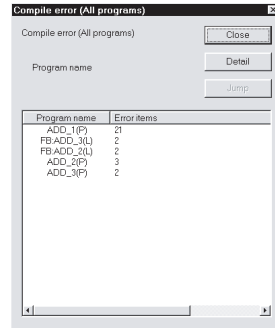 Compile error (All programs)
Compile error (All programs)
Close
Program name
Detail
Jump
Program name Error items
ADD_1(P) 21
FB:ADD_3(L) 2
FB:ADD_2(L) 2
ADD_2(P) 3
ADD_3(P) 2